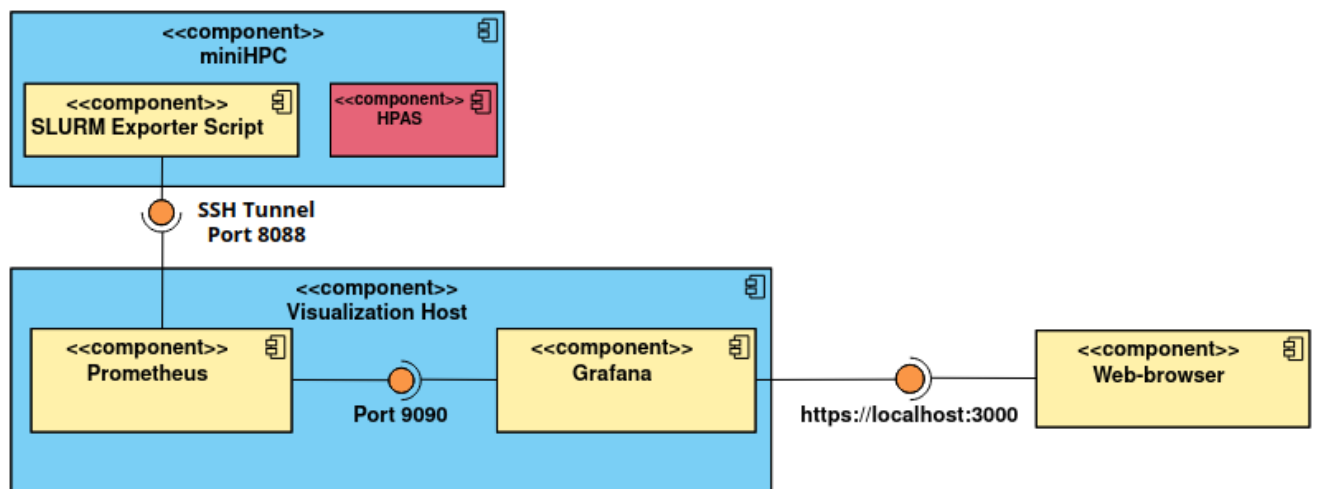 <<component>>
miniHPC
<<component>>
SLURM Exporter Script
<<component>>
HPAS
SSH Tunnel
Port 8088
<<component>>
Visualization Host
<<component>>
Prometheus
Port 9090
<<component>>
Grafana
https://localhost:3000
<<component>>
Web-browser